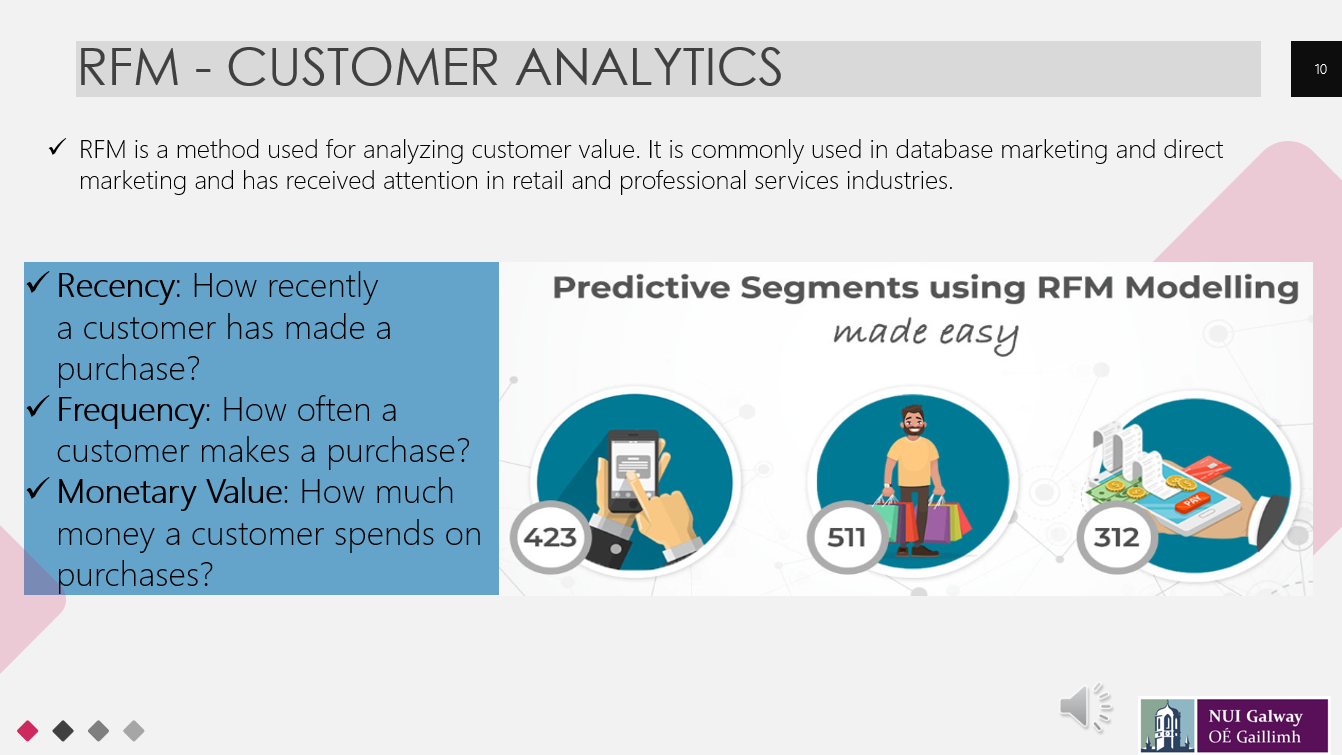 RFM - CUSTOMER ANALYTICS
10
✓ RFM is a method used for analyzing customer value. It is commonly used in database marketing and direct
marketing and has received attention in retail and professional services industries.
✓ Recency: How recently
a customer has made a
purchase?
✓ Frequency: How often a
customer makes a purchase?
✓ Monetary Value: How much
money a customer spends on
purchases?
Predictive Segments using RFM Modelling
made easy
423
511
312
PAY
NUI Galway
OÉ Gaillimh